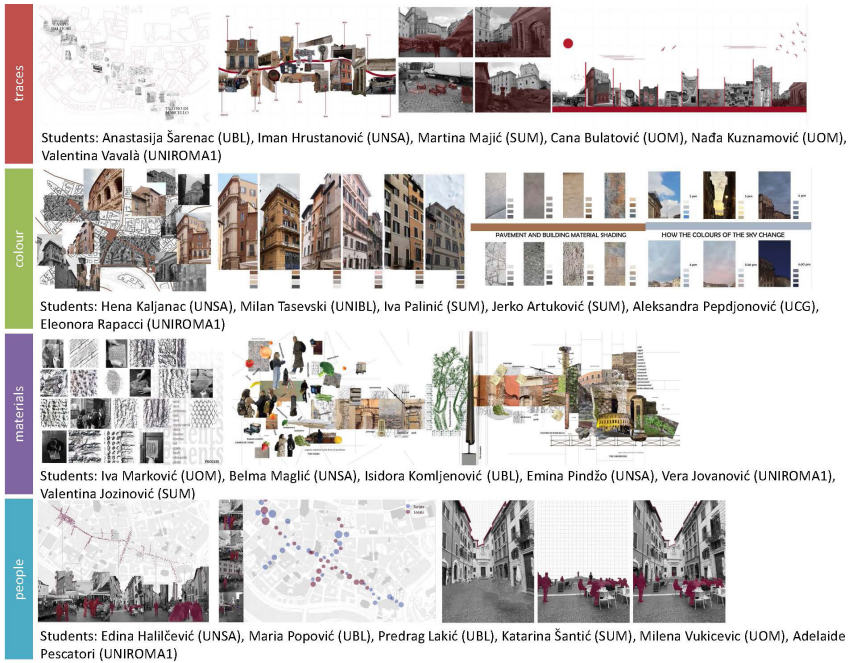 traces
TEATRO DI
MARCELLO
Students: Anastasija Šarenac (UBL), Iman Hrustanović (UNSA), Martina Majić (SUM), Cana Bulatović (UOM), Nađa Kuznamović (UOM),
Valentina Vavalà (UNIROMA1)
colour
PAVEMENT AND BUILDING MATERIAL SHADING
HOW THE COLOURS OF THE SKY CHANGE
Students: Hena Kaljanac (UNSA), Milan Tasevski (UNIBL), Iva Palinić (SUM), Jerko Artuković (SUM), Aleksandra Pepdjonović (UCG),
Eleonora Rapacci (UNIROMA1)
materials
Students: Iva Marković (UOM), Belma Maglić (UNSA), Isidora Komljenović (UBL), Emina Pindžo (UNSA), Vera Jovanović (UNIROMA1),
Valentina Jozinović (SUM)
people
Students: Edina Halilčević (UNSA), Maria Popović (UBL), Predrag Lakić (UBL), Katarina Šantić (SUM), Milena Vukicevic (UOM), Adelaide
Pescatori (UNIROMA1)